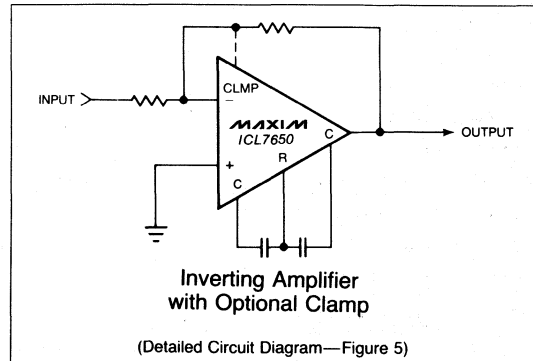 CLMP
INPUT
−
MAXIM
ICL7650
C
OUTPUT
R
+
C
Inverting Amplifier
with Optional Clamp
(Detailed Circuit Diagram—Figure 5)